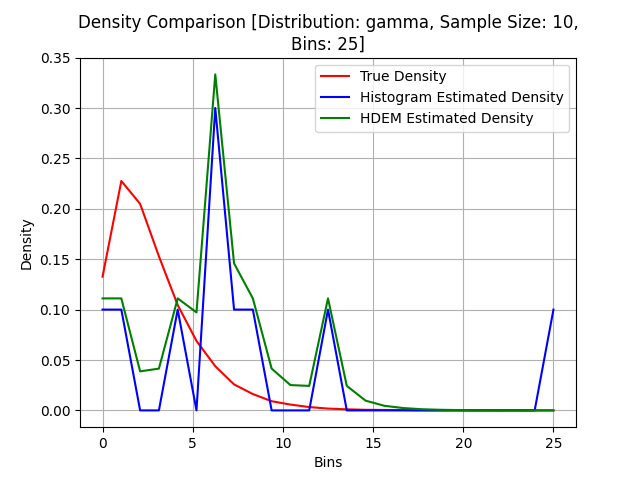 Density Comparison [Distribution: gamma, Sample Size: 10,
Bins: 25]
True Density
Histogram Estimated Density
HDEM Estimated Density
Density
0.35
0.30
0.25
0.20
0.15
0.10
0.05
0.00
0 5 10 15 20 25
Bins